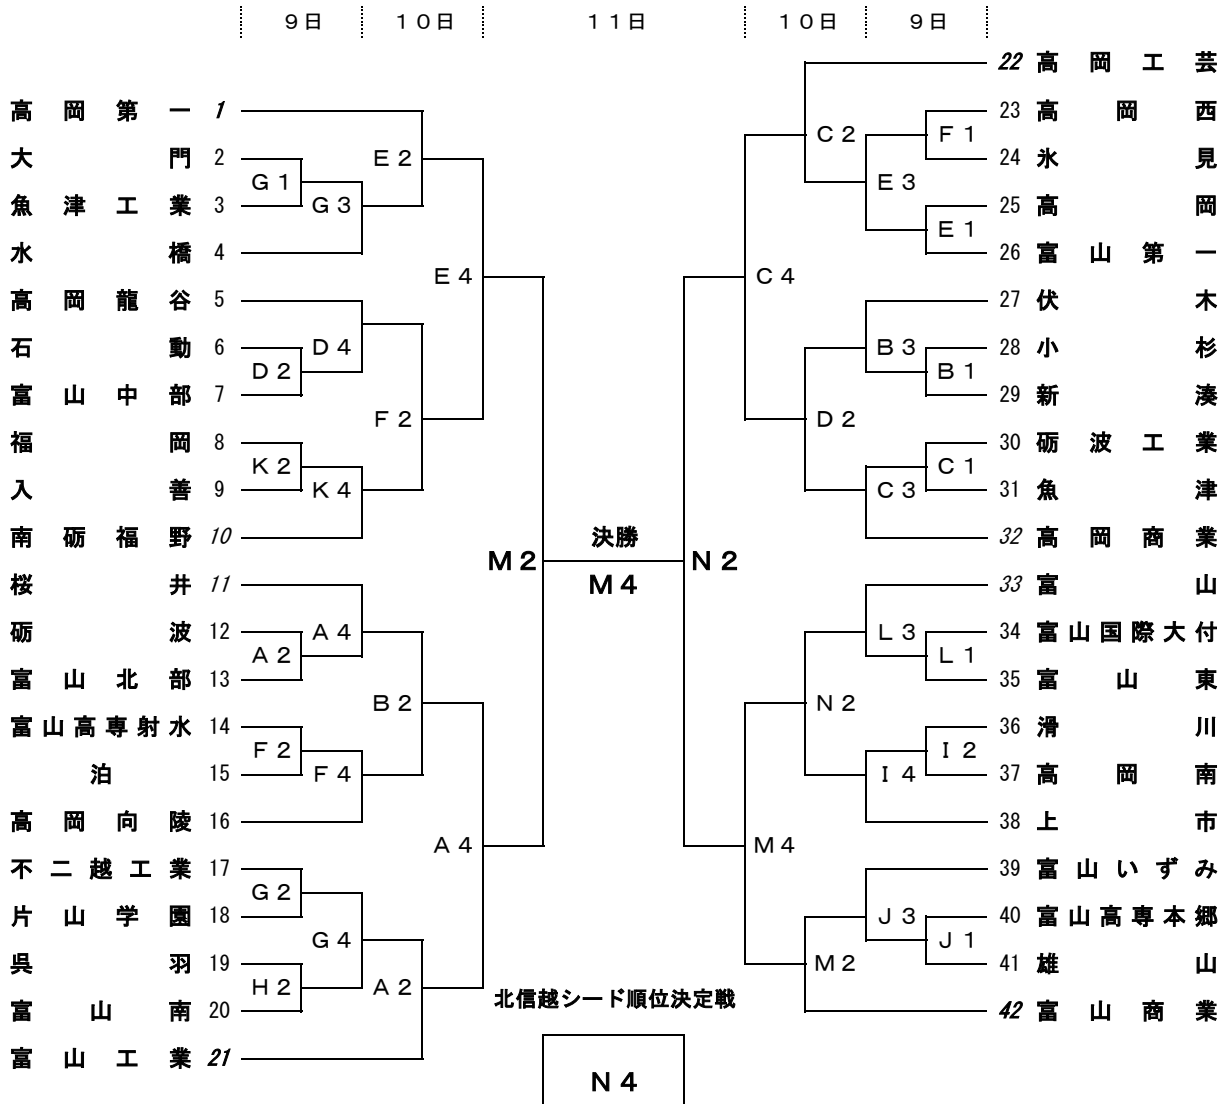 9日 10日 11日 10日 9日
22 高岡工芸
高岡第一 1
23 高岡西
C2 F1
大門 2
E2
24 氷見
G1 E3
魚津工業 3
G3
25 高岡
E1
水橋 4
26 富山第一
E4 C4
高岡龍谷 5
27 伏木
石動 6
D4 B3
28 小杉
D2 B1
富山中部 7
29 新湊
F2 D2
福岡 8
30 砺波工業
K2 C1
入善 9
K4 C3
31 魚津
南砺福野 10
決勝
32 高岡商業
M2 N2
桜井 11
M4
33 富山
砺波 12
A4 L3
34 富山国際大付
A2 L1
富山北部 13
35 富山東
B2 N2
富山高専射水 14
36 滑川
F2 I2
泊 15
F4 I4
37 高岡南
高岡向陵 16
38 上市
A4 M4
不二越工業 17
39 富山いずみ
G2
片山学園 18
J3
40 富山高専本郷
G4 J1
呉羽 19
41 雄山
H2 A2 M2
北信越シード順位決定戦
富山南 20
42 富山商業
富山工業 21
N4